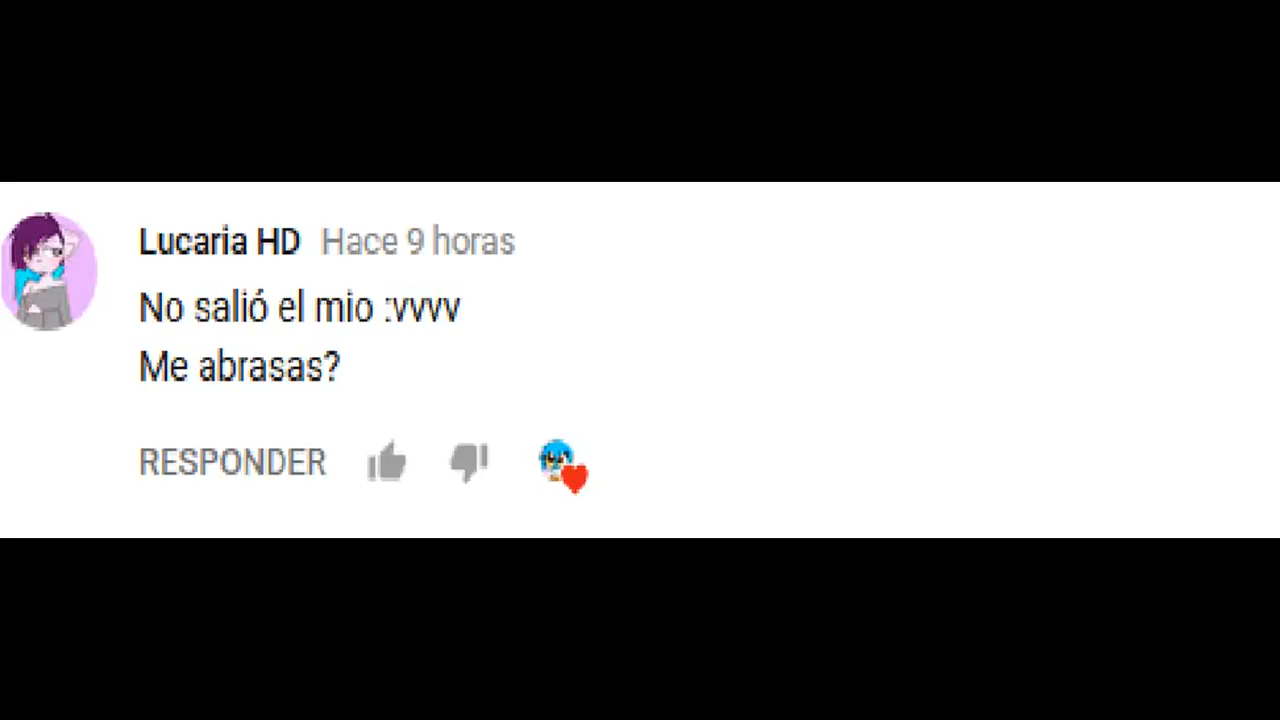 Lucaria HD Hace 9 horas
No salió el mio :vvvv
Me abrasas?
RESPONDER